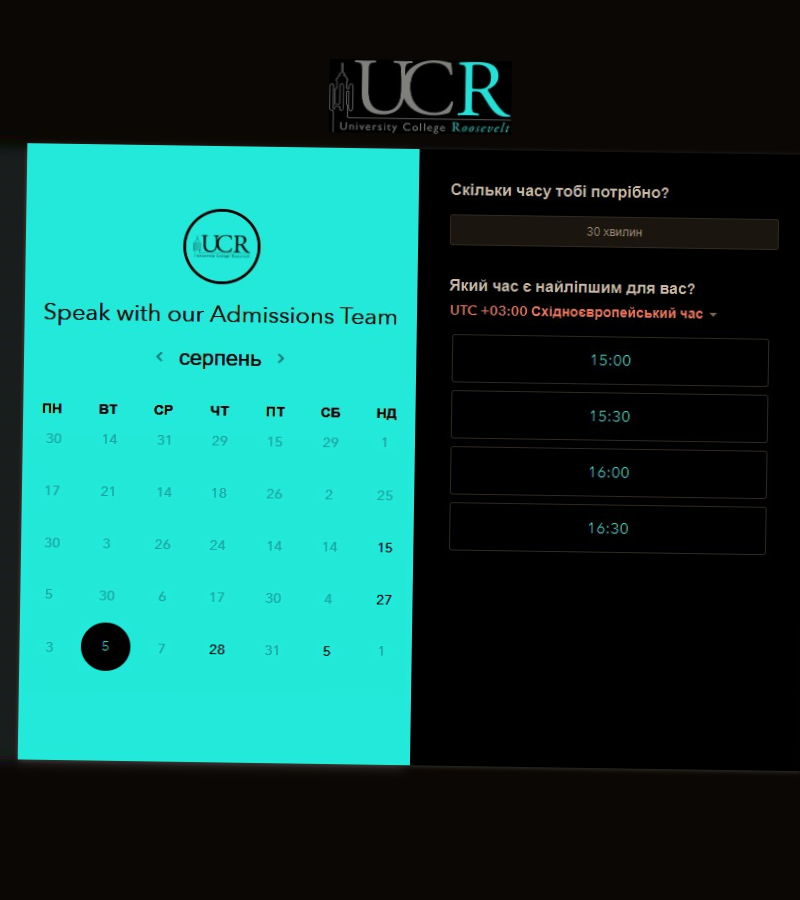 UCR
University College Roosevelt
UCR
Speak with our Admissions Team
серпень
ПН ВТ СР ЧТ ПТ СБ НД
30 14 31 29 15 29 1
17 21 14 18 26 2 25
30 3 26 24 14 14 15
5 30 6 17 30 4 27
3 5 7 28 31 5 1
Скільки часу тобі потрібно?
30 хвилин
Який час є найліпшим для вас?
UTC +03:00 Східноєвропейський час
15:00
15:30
16:00
16:30